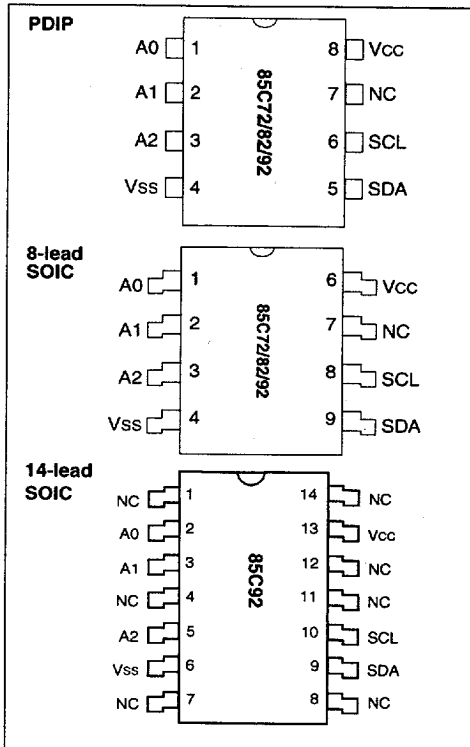 PDIP
A0 1 8 Vcc
A1 2 7 NC
A2 3 6 SCL
Vss 4 5 SDA
85C72/82/92
8-lead
SOIC
A0 1 6 Vcc
A1 2 7 NC
A2 3 8 SCL
Vss 4 9 SDA
85C72/82/92
14-lead
SOIC
NC 1 14 NC
A0 2 13 Vcc
A1 3 12 NC
NC 4 11 NC
A2 5 10 SCL
Vss 6 9 SDA
NC 7 8 NC
85C92